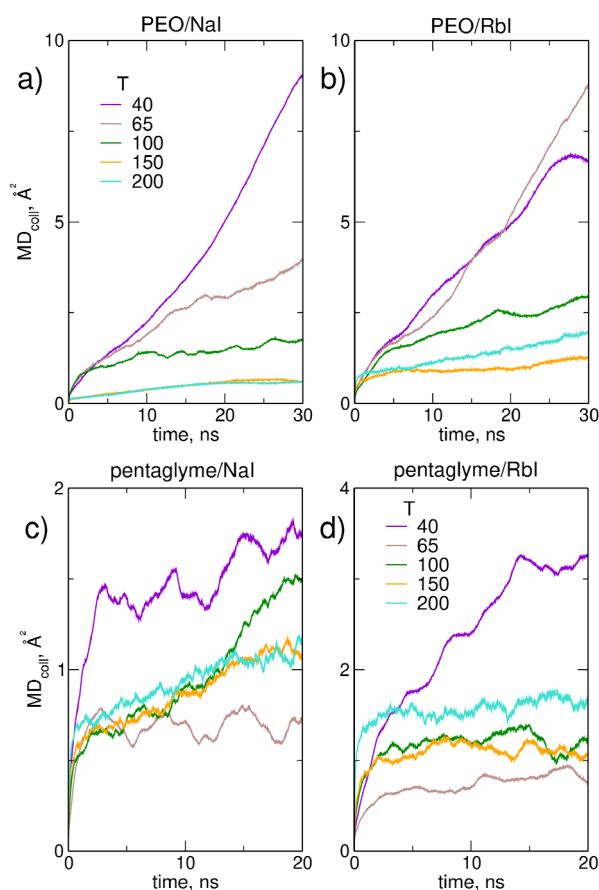 PEO/NaI
PEO/RbI
10
a)
T
40
65
100
150
200
5
0
MD_coll, Å²
0
10
20
30
time, ns
10
b)
5
0
0
10
20
30
time, ns
pentaglyme/NaI
pentaglyme/RbI
2
c)
1
0
MD_coll, Å²
0
10
20
time, ns
4
d)
T
40
65
100
150
200
2
0
0
10
20
time, ns